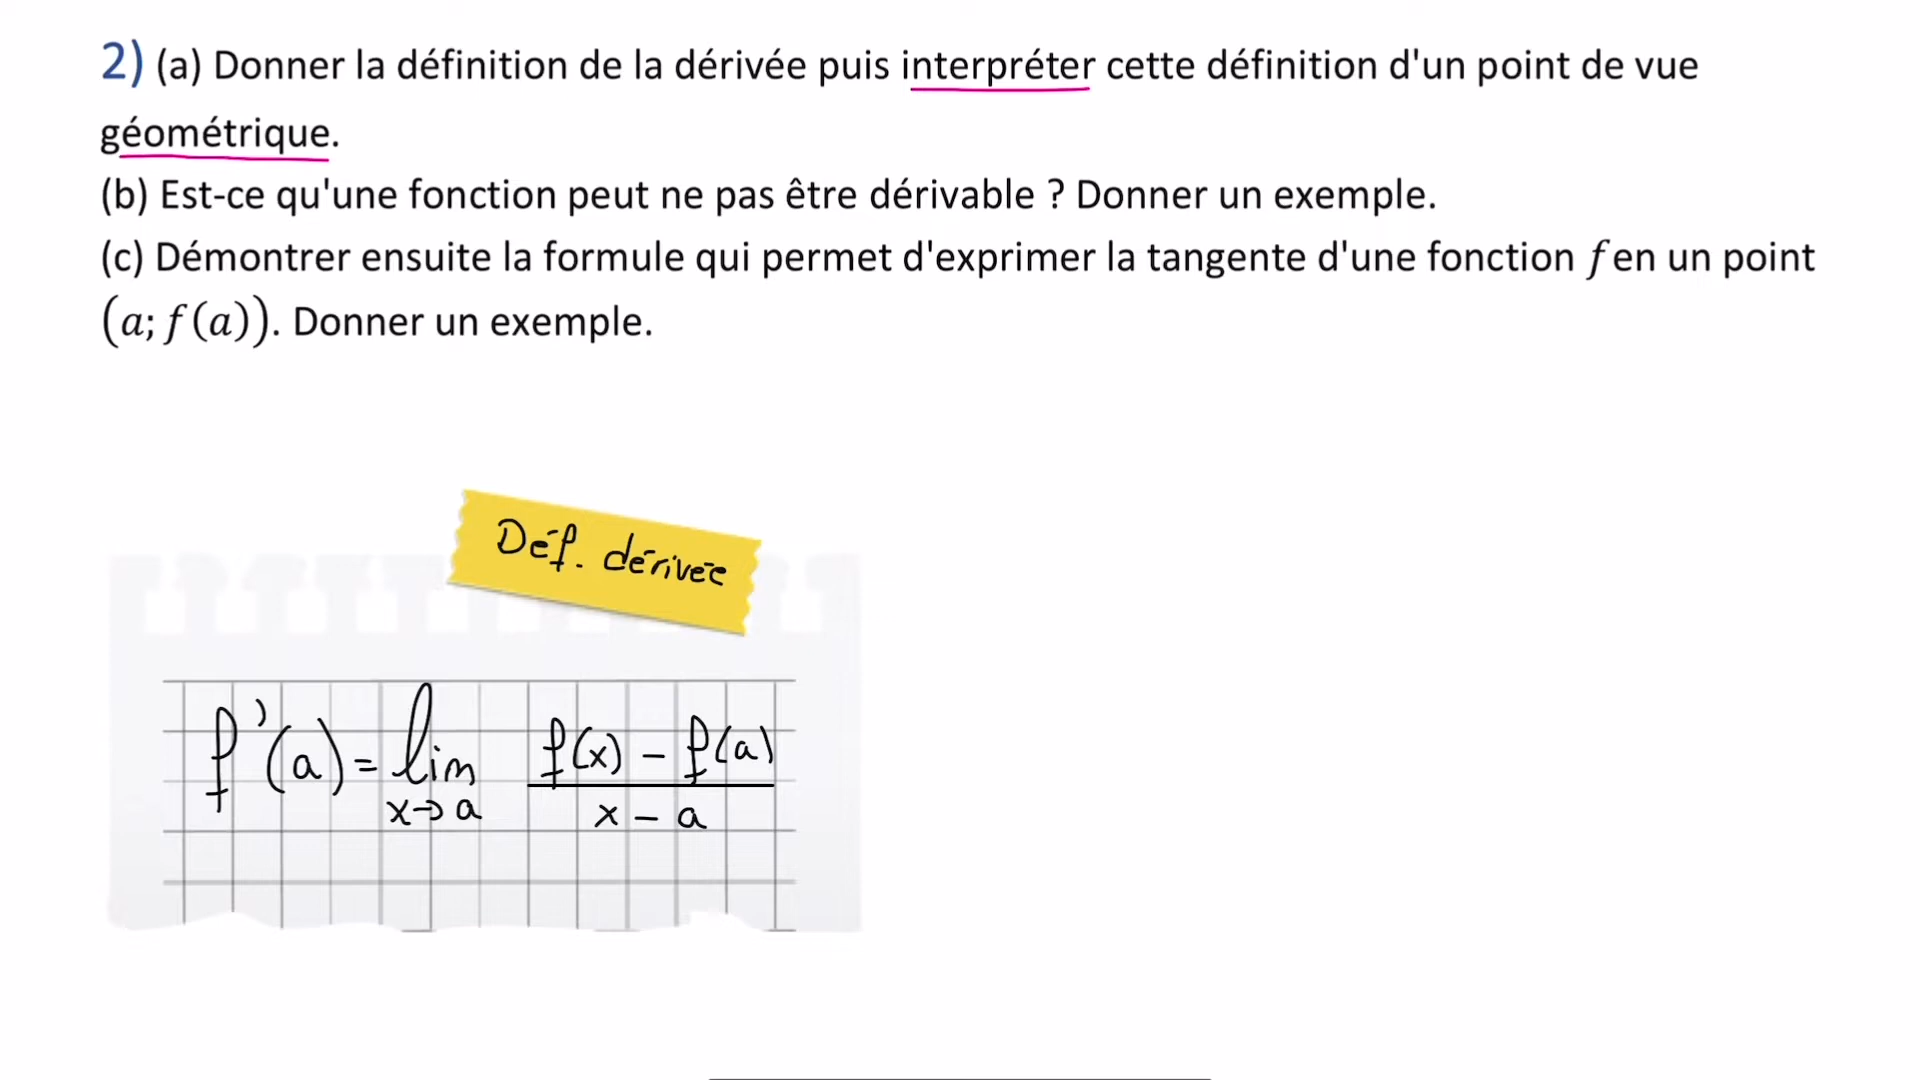 2) (a) Donner la définition de la dérivée puis interpréter cette définition d'un point de vue
géométrique.
(b) Est-ce qu'une fonction peut ne pas être dérivable ? Donner un exemple.
(c) Démontrer ensuite la formule qui permet d'exprimer la tangente d'une fonction f en un point
(a; f(a)). Donner un exemple.
Déf. dérivée
f'(a) = lim f(x) - f(a)
x→a x - a